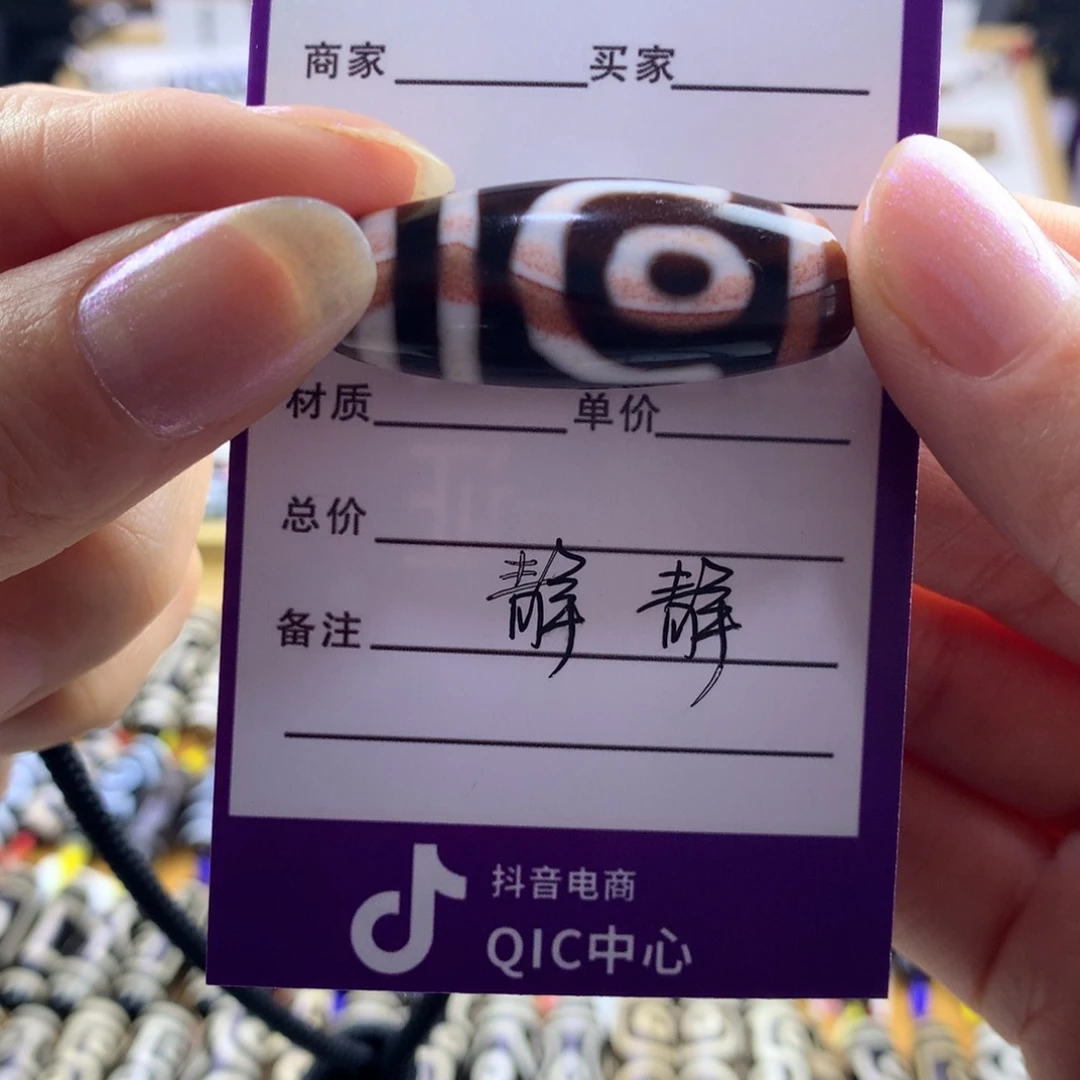 商家 买家
材质 单价
总价
备注 静静
抖音电商
QIC中心